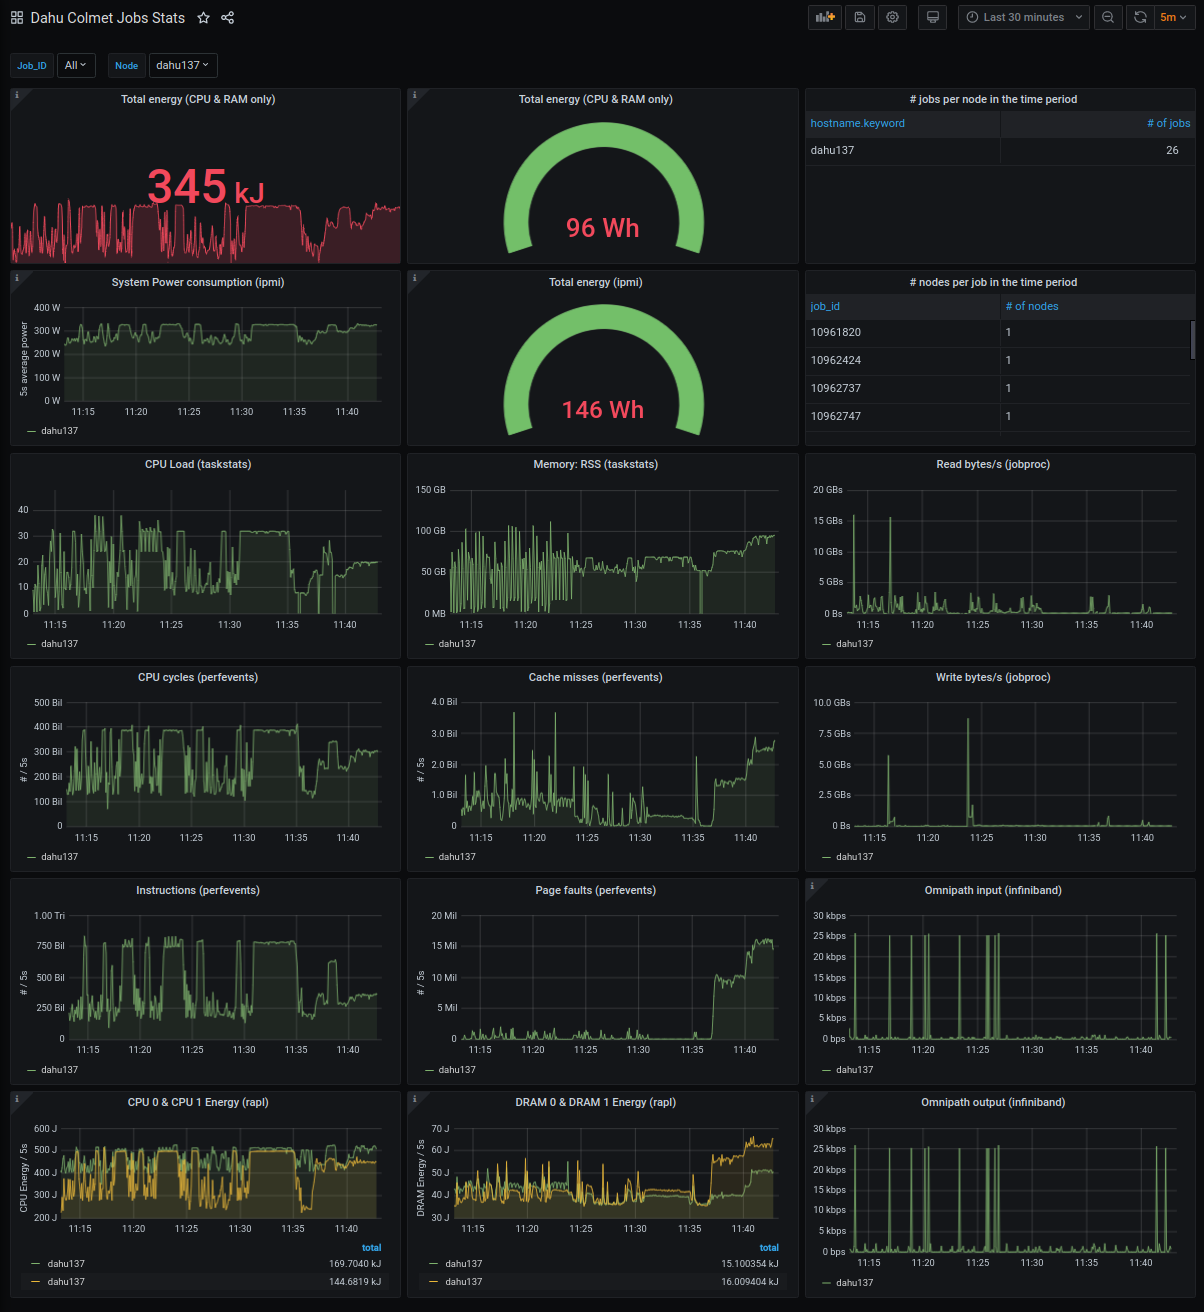 Dahu Colmet Jobs Stats
Last 30 minutes
5m
Job_ID All Node dahu137
Total energy (CPU & RAM only)
345 kJ
Total energy (CPU & RAM only)
96 Wh
# jobs per node in the time period
hostname.keyword # of jobs
dahu137 26
System Power consumption (ipmi)
5s average power
400 W
300 W
200 W
100 W
0 W
11:15 11:20 11:25 11:30 11:35 11:40
dahu137
Total energy (ipmi)
146 Wh
# nodes per job in the time period
job_id # of nodes
10961820 1
10962424 1
10962737 1
10962747 1
CPU Load (taskstats)
40
30
20
10
0
11:15 11:20 11:25 11:30 11:35 11:40
dahu137
Memory: RSS (taskstats)
150 GB
100 GB
50 GB
0 MB
11:15 11:20 11:25 11:30 11:35 11:40
dahu137
Read bytes/s (jobproc)
20 GBs
15 GBs
10 GBs
5 GBs
0 Bs
11:15 11:20 11:25 11:30 11:35 11:40
dahu137
CPU cycles (perfevents)
# / 5s
500 Bil
400 Bil
300 Bil
200 Bil
100 Bil
0
11:15 11:20 11:25 11:30 11:35 11:40
dahu137
Cache misses (perfevents)
# / 5s
4.0 Bil
3.0 Bil
2.0 Bil
1.0 Bil
0
11:15 11:20 11:25 11:30 11:35 11:40
dahu137
Write bytes/s (jobproc)
10.0 GBs
7.5 GBs
5.0 GBs
2.5 GBs
0 Bs
11:15 11:20 11:25 11:30 11:35 11:40
dahu137
Instructions (perfevents)
# / 5s
1.00 Tri
750 Bil
500 Bil
250 Bil
0
11:15 11:20 11:25 11:30 11:35 11:40
dahu137
Page faults (perfevents)
# / 5s
20 Mil
15 Mil
10 Mil
5 Mil
0
11:15 11:20 11:25 11:30 11:35 11:40
dahu137
Omnipath input (infiniband)
30 kbps
25 kbps
20 kbps
15 kbps
10 kbps
5 kbps
0 bps
11:15 11:20 11:25 11:30 11:35 11:40
dahu137
CPU 0 & CPU 1 Energy (rapl)
CPU Energy / 5s
600 J
500 J
400 J
300 J
200 J
11:15 11:20 11:25 11:30 11:35 11:40
total
dahu137 169.7040 kJ
dahu137 144.6819 kJ
DRAM 0 & DRAM 1 Energy (rapl)
DRAM Energy / 5s
70 J
60 J
50 J
40 J
30 J
11:15 11:20 11:25 11:30 11:35 11:40
total
dahu137 15.100354 kJ
dahu137 16.009404 kJ
Omnipath output (infiniband)
30 kbps
25 kbps
20 kbps
15 kbps
10 kbps
5 kbps
0 bps
11:15 11:20 11:25 11:30 11:35 11:40
dahu137